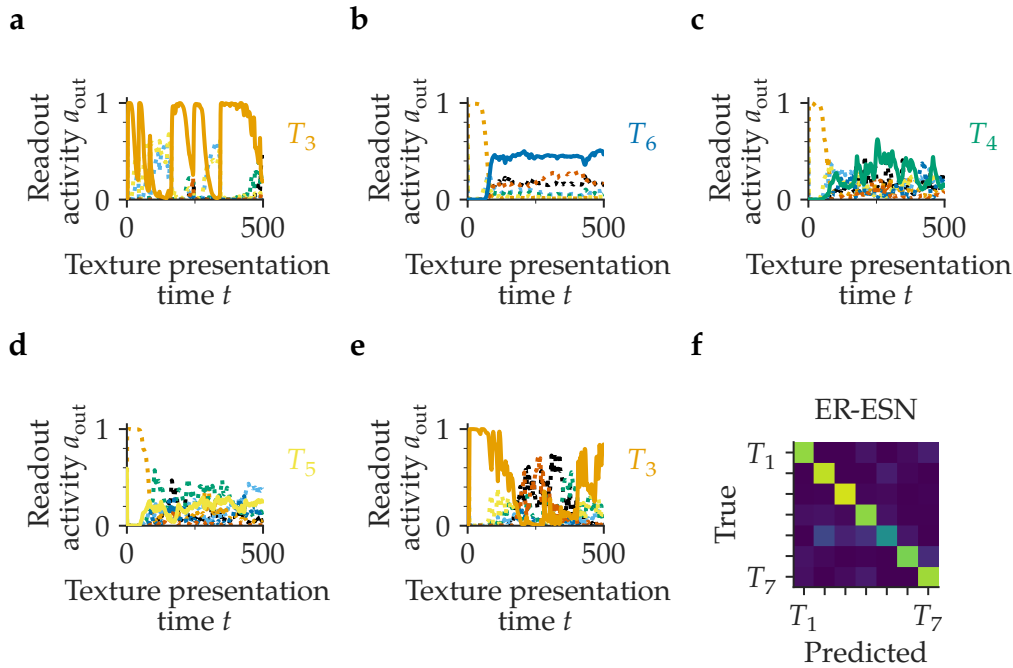 a
Readout
activity a_out
1
0
0
500
T_3
Texture presentation
time t
b
Readout
activity a_out
1
0
0
500
T_6
Texture presentation
time t
c
Readout
activity a_out
1
0
0
500
T_4
Texture presentation
time t
d
Readout
activity a_out
1
0
0
500
T_5
Texture presentation
time t
e
Readout
activity a_out
1
0
0
500
T_3
Texture presentation
time t
f
ER-ESN
True
T_1
T_7
T_1
T_7
Predicted